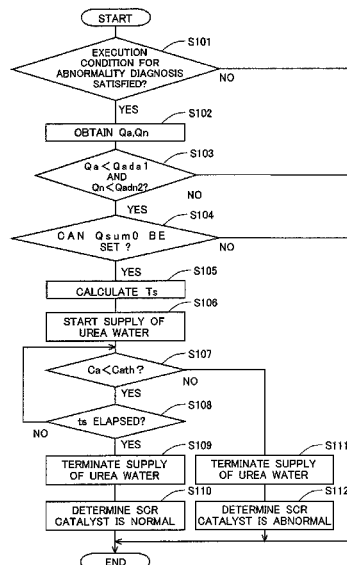 START
S101
EXECUTION
CONDITION FOR
ABNORMALITY DIAGNOSIS
SATISFIED?
NO
YES
S102
OBTAIN Qa,Qn
S103
Qa<Qada1
AND
Qn<Qadn2?
NO
YES
S104
CAN Qsum0 BE
SET ?
NO
YES
S105
CALCULATE Ts
S106
START SUPPLY OF
UREA WATER
S107
Ca<Cath?
NO
YES
S108
ts ELAPSED?
NO
YES
S109
TERMINATE SUPPLY
OF UREA WATER
S111
TERMINATE SUPPLY
OF UREA WATER
S110
DETERMINE SCR
CATALYST IS NORMAL
S112
DETERMINE SCR
CATALYST IS ABNORMAL
END